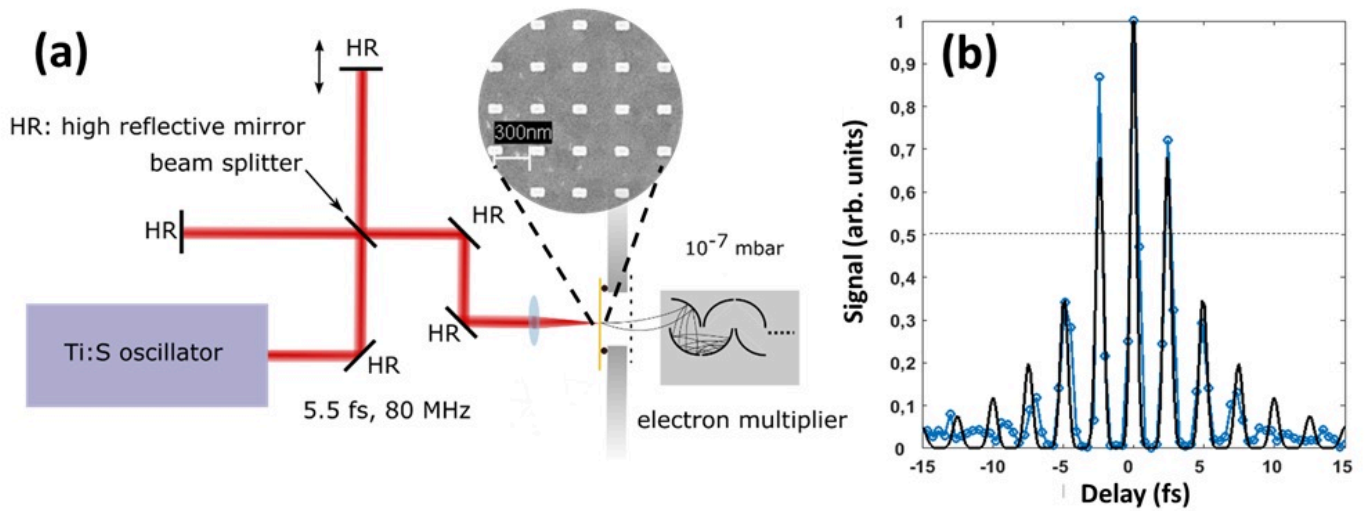 (a)
HR
HR: high reflective mirror
beam splitter
HR
HR
300nm
10⁻⁷ mbar
HR
Ti:S oscillator
HR
5.5 fs, 80 MHz
electron multiplier
(b)
Signal (arb. units)
1
0,9
0,8
0,7
0,6
0,5
0,4
0,3
0,2
0,1
0
-15
-10
-5
0
5
10
15
Delay (fs)